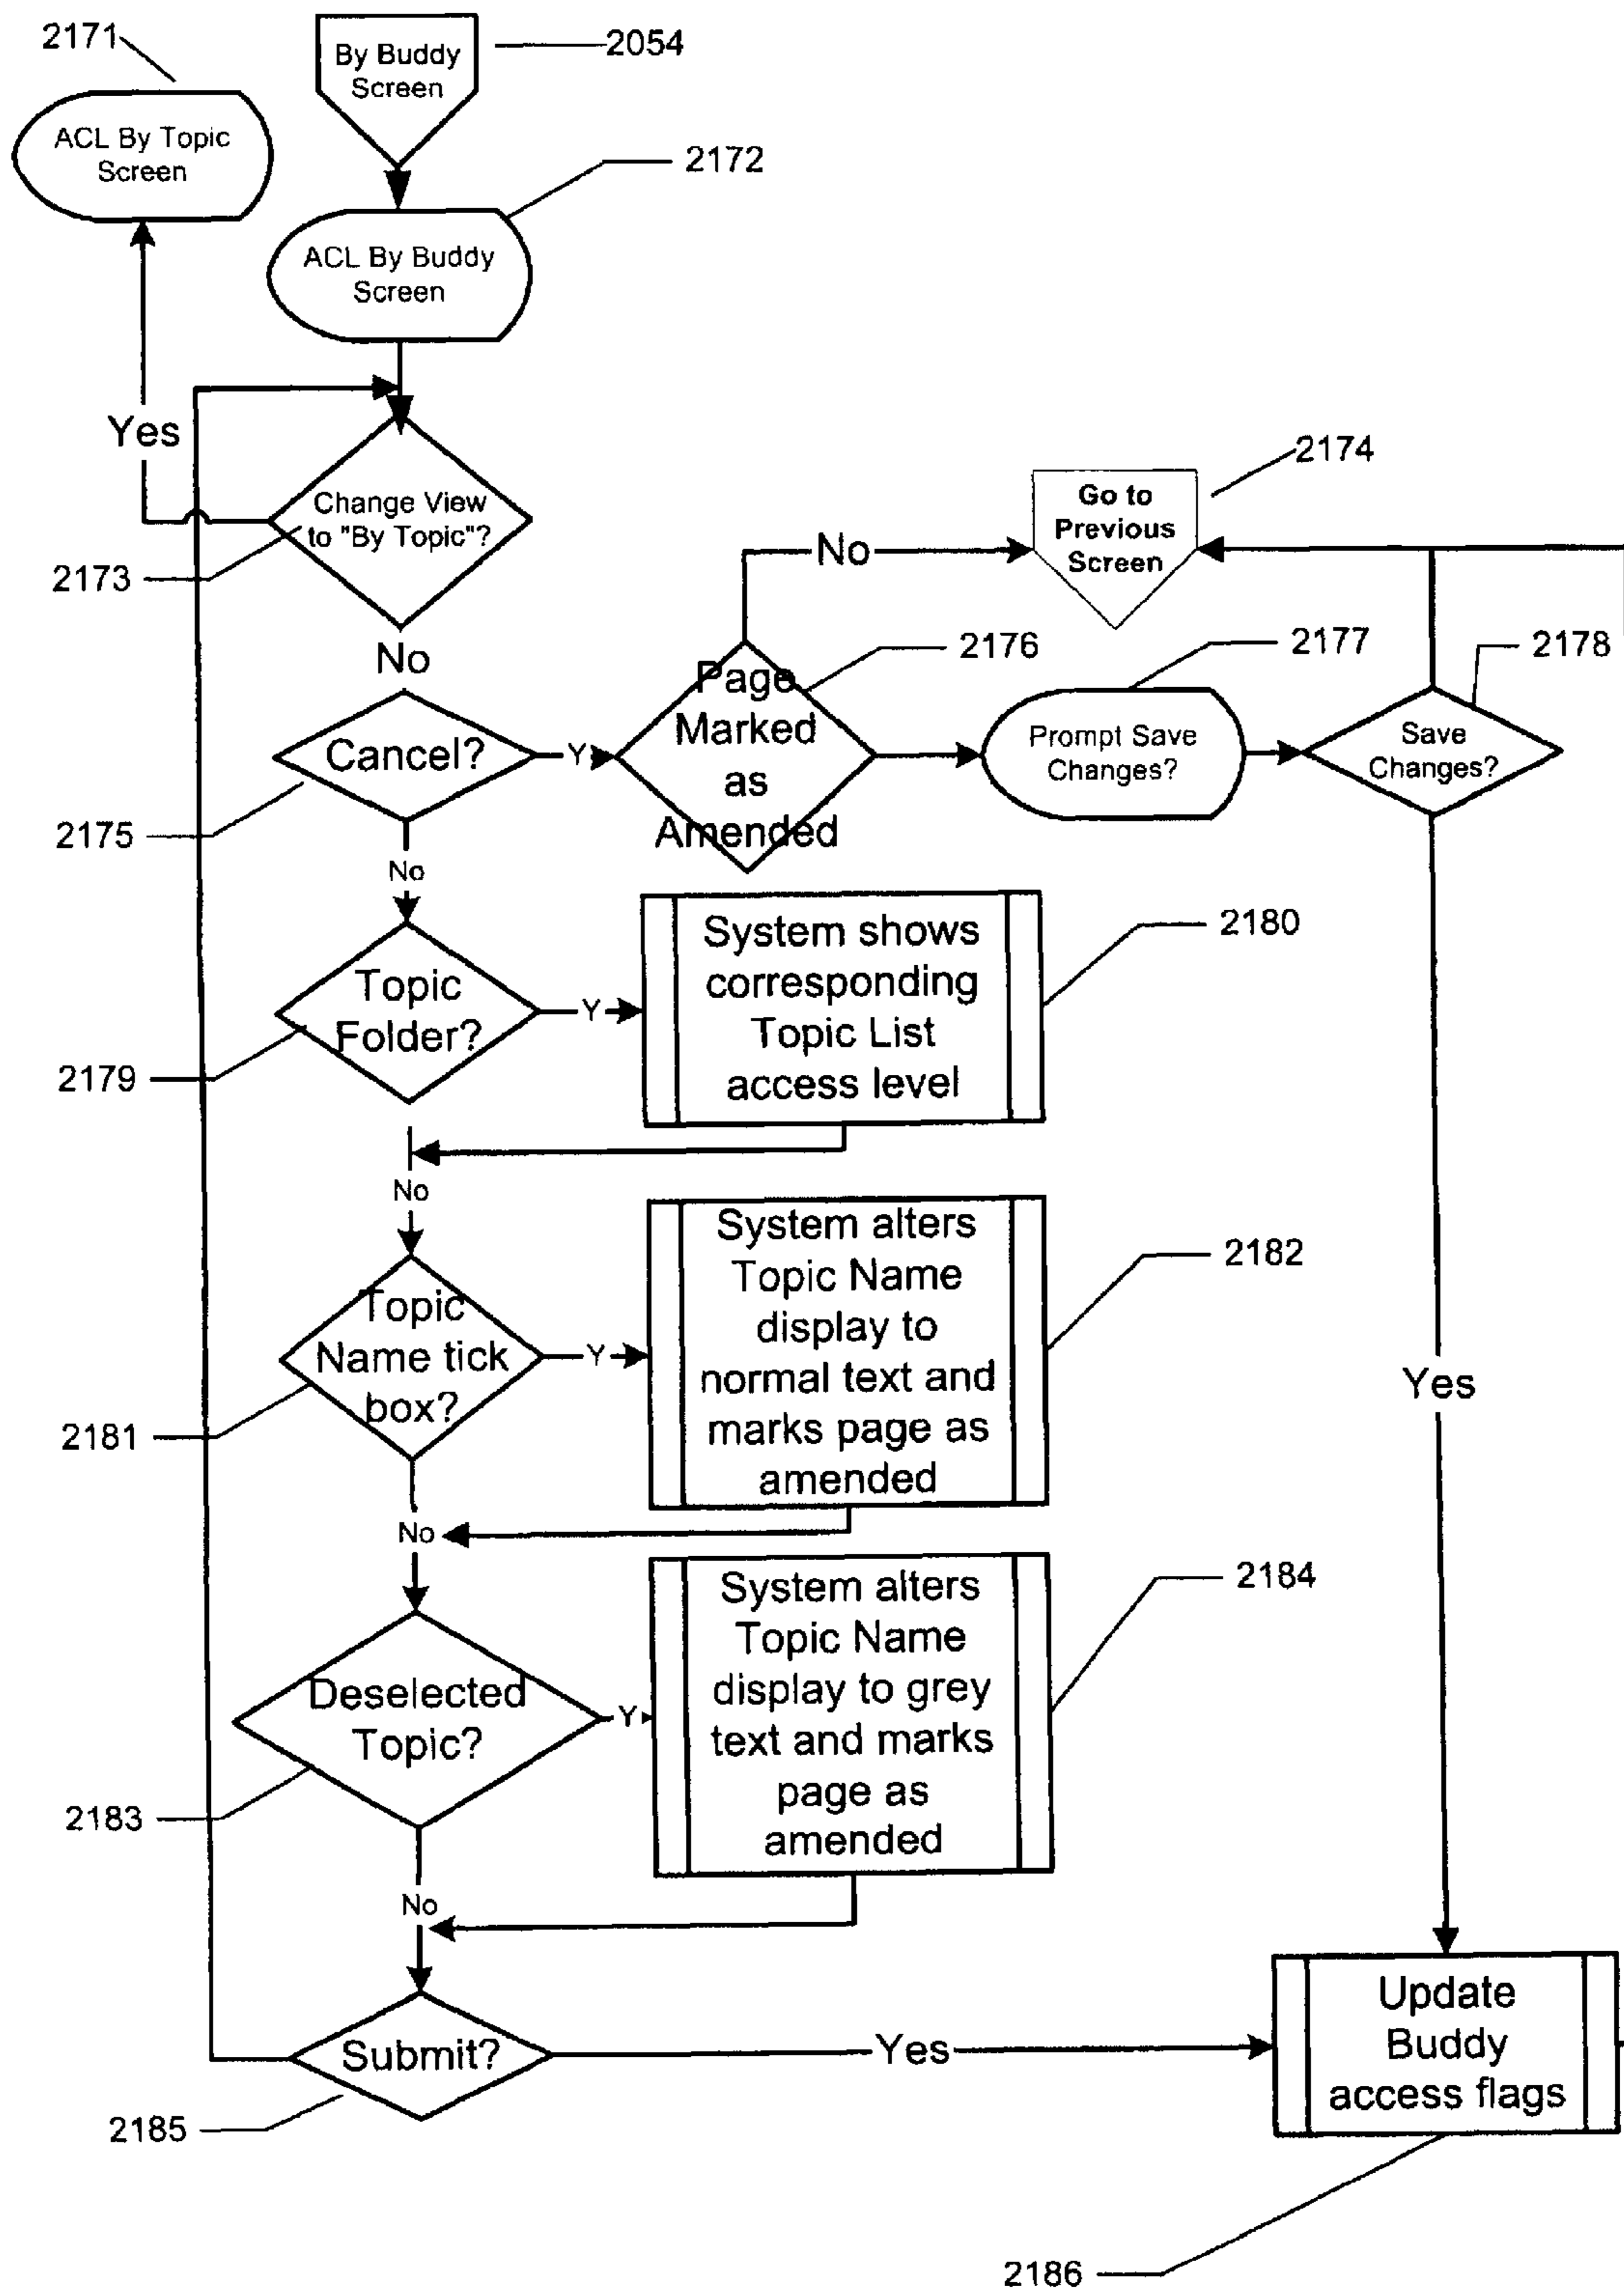 2171
By Buddy
Screen
2054
ACL By Topic
Screen
2172
ACL By Buddy
Screen
Yes
Change View
to "By Topic"?
2173
2174
Go to
Previous
Screen
No
No
2176
2177
2178
Page
Marked
as
Amended
Cancel?
Y
Prompt Save
Changes?
Save
Changes?
2175
No
2180
System shows
corresponding
Topic List
access level
Topic
Folder?
Y
2179
No
2182
System alters
Topic Name
display to
normal text and
marks page as
amended
Topic
Name tick
box?
Y
Yes
2181
No
2184
System alters
Topic Name
display to grey
text and marks
page as
amended
Deselected
Topic?
Y
2183
No
Submit?
Yes
Update
Buddy
access flags
2185
2186